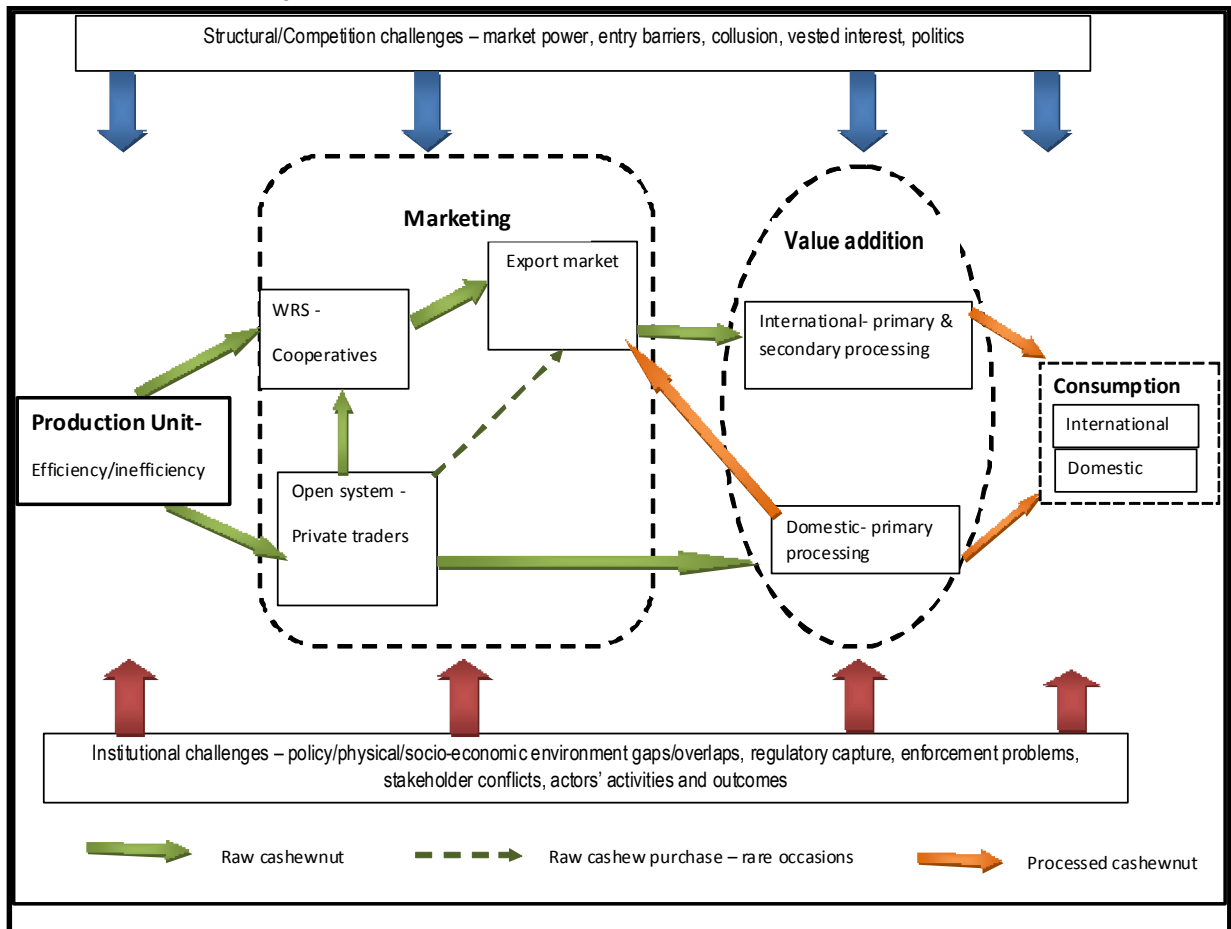 Structural/Competition challenges – market power, entry barriers, collusion, vested interest, politics
Marketing
Value addition
Export market
WRS -
Cooperatives
International- primary &
secondary processing
Consumption
International
Domestic
Production Unit-
Efficiency/inefficiency
Open system -
Private traders
Domestic- primary
processing
Institutional challenges – policy/physical/socio-economic environment gaps/overlaps, regulatory capture, enforcement problems,
stakeholder conflicts, actors’ activities and outcomes
Raw cashewnut
Raw cashew purchase – rare occasions
Processed cashewnut